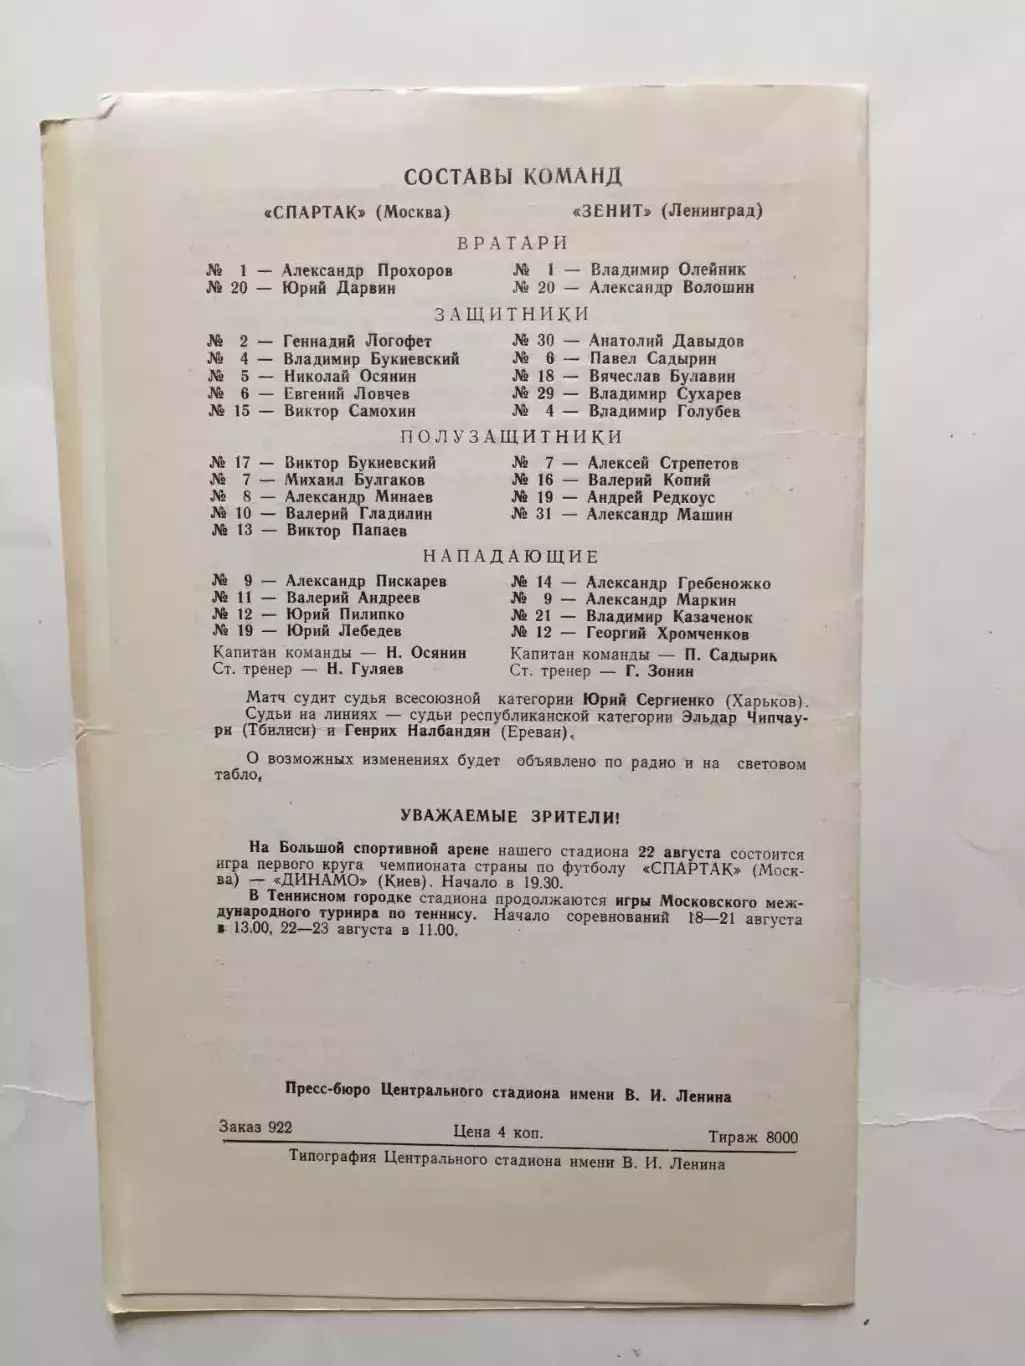 СОСТАВЫ КОМАНД
«СПАРТАК» (Москва) «ЗЕНИТ» (Ленинград)
ВРАТАРИ
№ 1 — Александр Прохоров № 1 — Владимир Олейник
№ 20 — Юрий Дарвин № 20 — Александр Волошин
ЗАЩИТНИКИ
№ 2 — Геннадий Логофет № 30 — Анатолий Давыдов
№ 4 — Владимир Букиевский № 6 — Павел Садырин
№ 5 — Николай Осянин № 18 — Вячеслав Булавин
№ 6 — Евгений Ловчев № 29 — Владимир Сухарев
№ 15 — Виктор Самохин № 4 — Владимир Голубев
ПОЛУЗАЩИТНИКИ
№ 17 — Виктор Букиевский № 7 — Алексей Стрепетов
№ 7 — Михаил Булгаков № 16 — Валерий Копий
№ 8 — Александр Минаев № 19 — Андрей Редкоус
№ 10 — Валерий Гладилин № 31 — Александр Машин
№ 13 — Виктор Папаев
НАПАДАЮЩИЕ
№ 9 — Александр Пискарев № 14 — Александр Гребеножко
№ 11 — Валерий Андреев № 9 — Александр Маркин
№ 12 — Юрий Пилипко № 21 — Владимир Казаченок
№ 19 — Юрий Лебедев № 12 — Георгий Хромченков
Капитан команды — Н. Осянин Капитан команды — П. Садырин
Ст. тренер — Н. Гуляев Ст. тренер — Г. Зонин
Матч судит судья всесоюзной категории Юрий Сергиенко (Харьков).
Судьи на линиях — судьи республиканской категории Эльдар Чипчау-
ри (Тбилиси) и Генрих Налбандян (Ереван).
О возможных изменениях будет объявлено по радио и на световом
табло.
УВАЖАЕМЫЕ ЗРИТЕЛИ!
На Большой спортивной арене нашего стадиона 22 августа состоится
игра первого круга чемпионата страны по футболу «СПАРТАК» (Моск-
ва) — «ДИНАМО» (Киев). Начало в 19.30.
В Теннисном городке стадиона продолжаются игры Московского меж-
дународного турнира по теннису. Начало соревнований 18—21 августа
в 13.00, 22—23 августа в 11.00.
Пресс-бюро Центрального стадиона имени В. И. Ленина
Заказ 922 Цена 4 коп. Тираж 8000
Типография Центрального стадиона имени В. И. Ленина